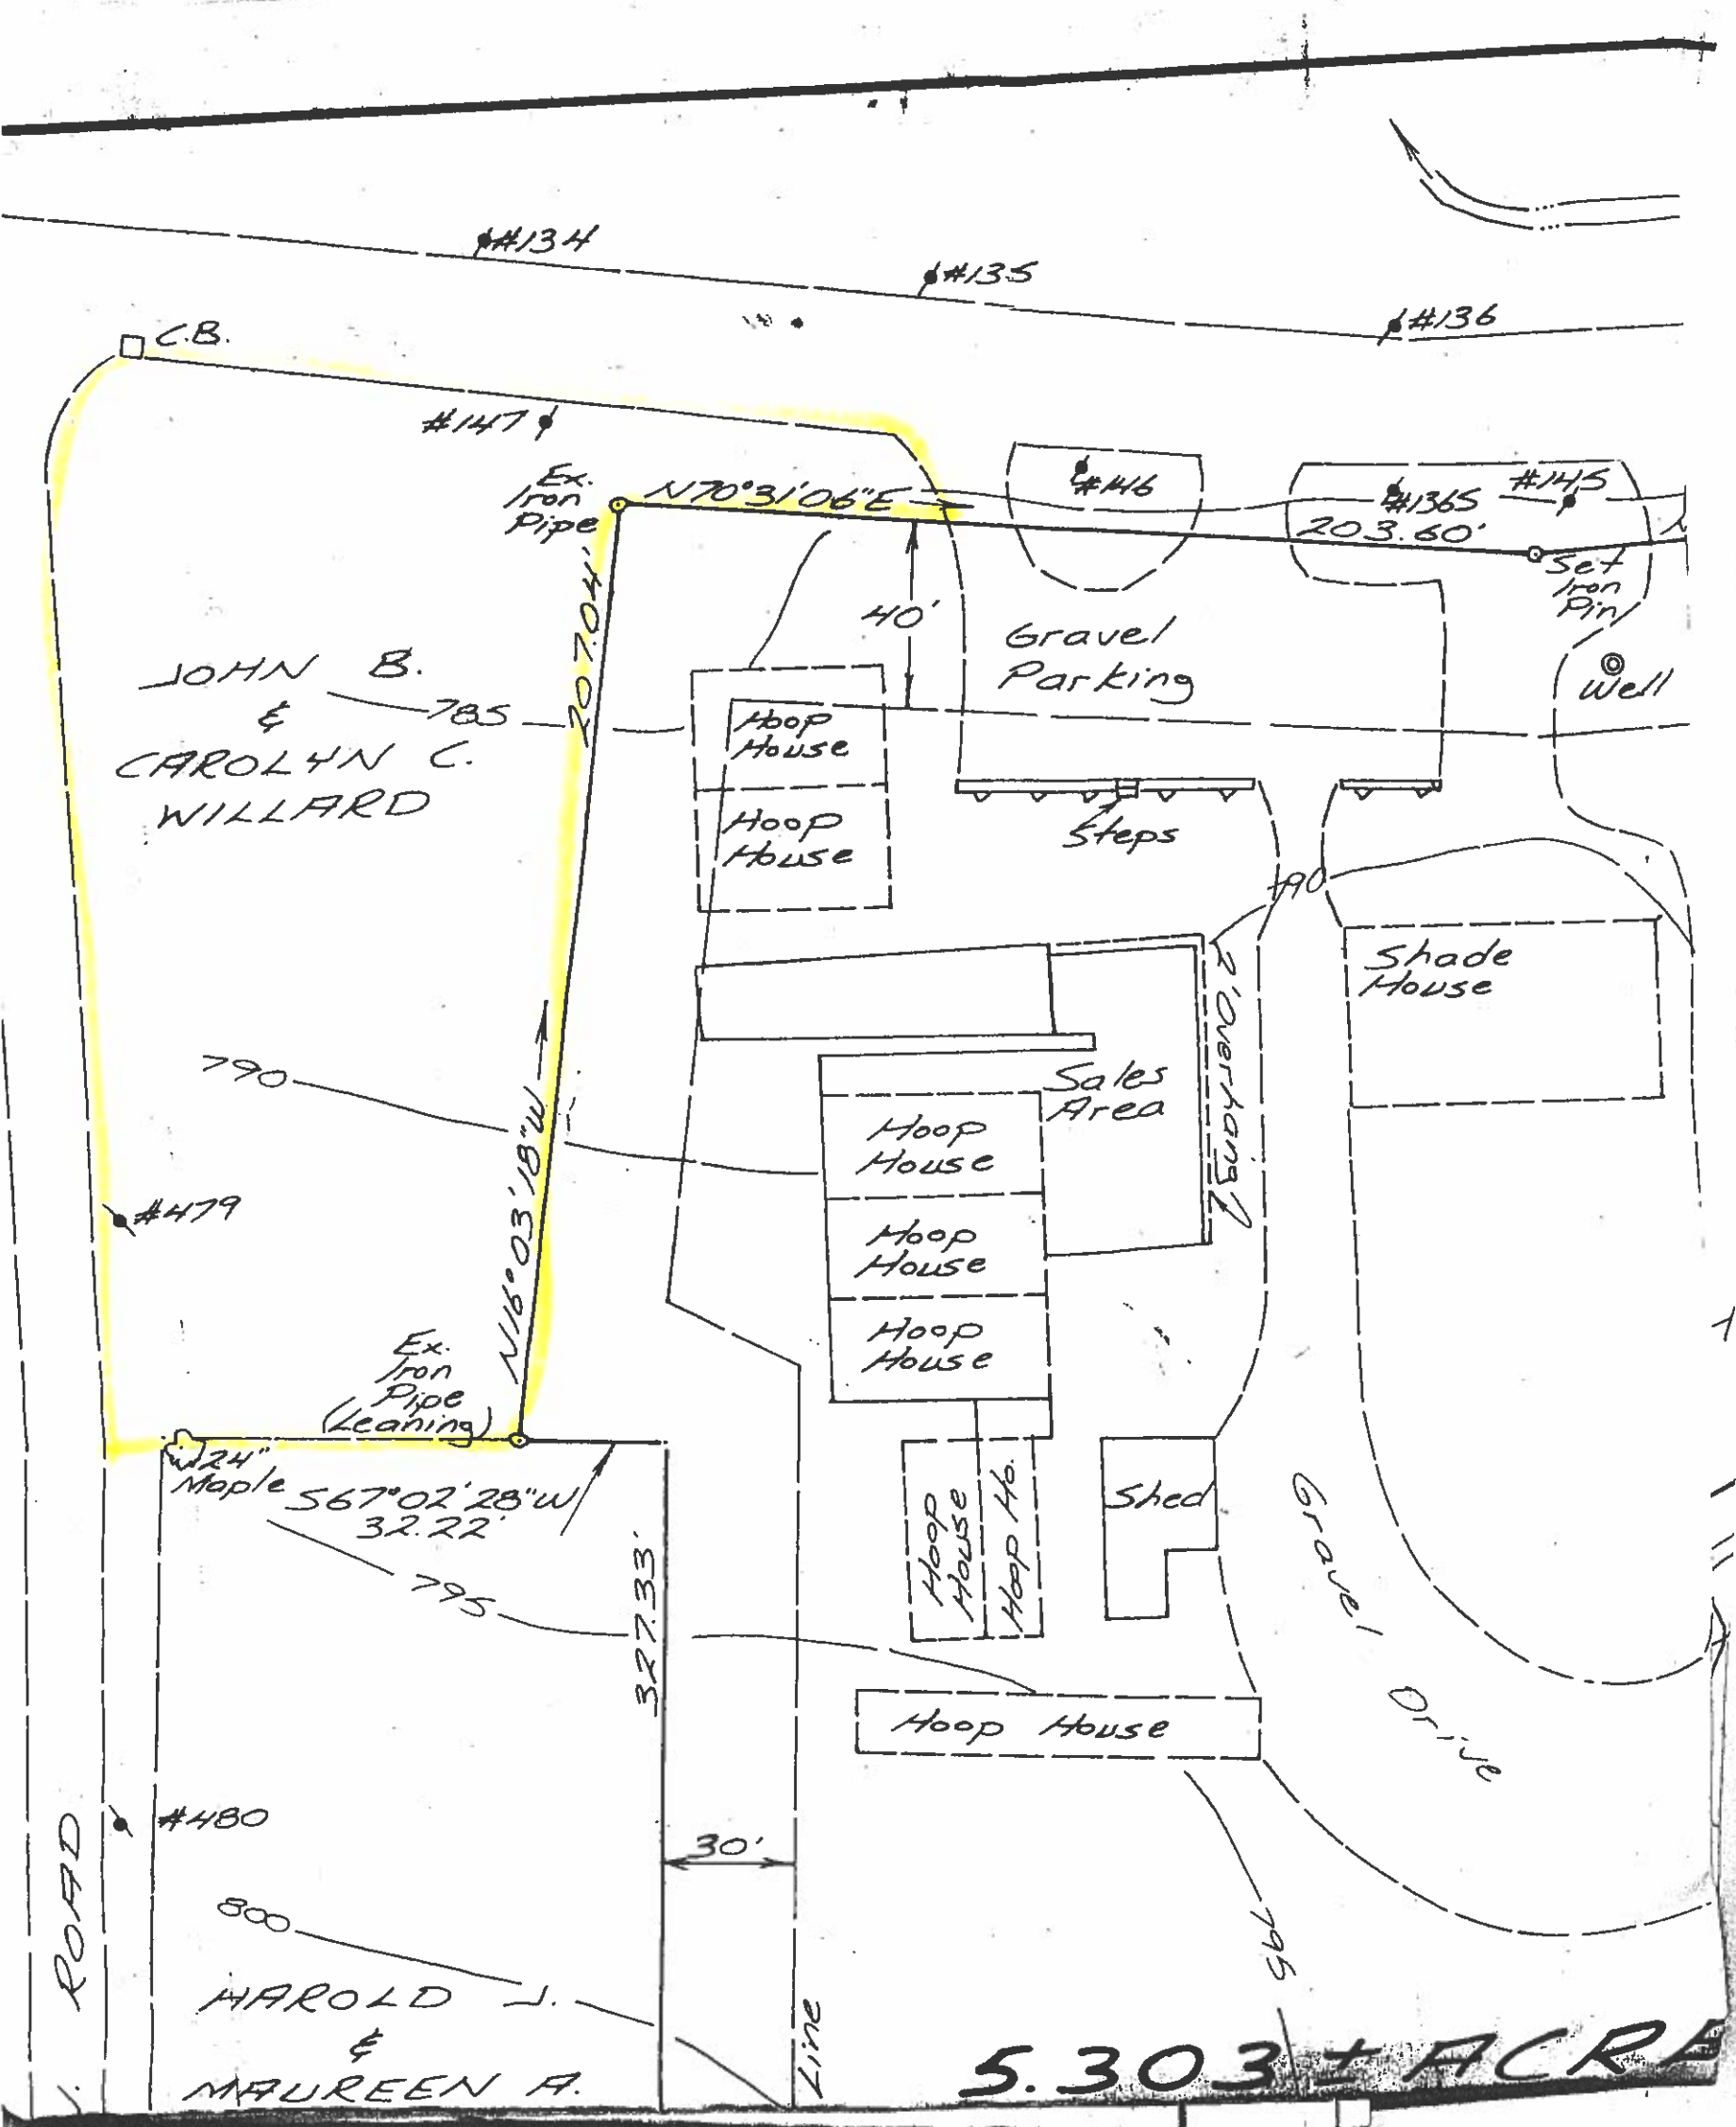 #134
#135
#136
C.B.
#147
Ex.
Iron
Pipe
N70°31'06"E
#146
#1365
#145
203.60'
Set
Iron
Pin
40'
Gravel
Parking
Well
207.04'
JOHN B.
&
CAROLYN C.
WILLARD
785
Hoop
House
Hoop
House
Steps
790
Shade
House
2' Overhang
790
Sales
Area
Hoop
House
Hoop
House
Hoop
House
#479
N16°03'18"W
Ex.
Iron
Pipe
(Leaning)
24"
Maple
S67°02'28"W
32.22'
Hoop
House
Hoop Ho.
Shed
Gravel Drive
795
327.33'
Hoop House
ROAD
#480
30'
800
795
HAROLD J.
&
MAUREEN A.
Line
5.303 ± ACRE